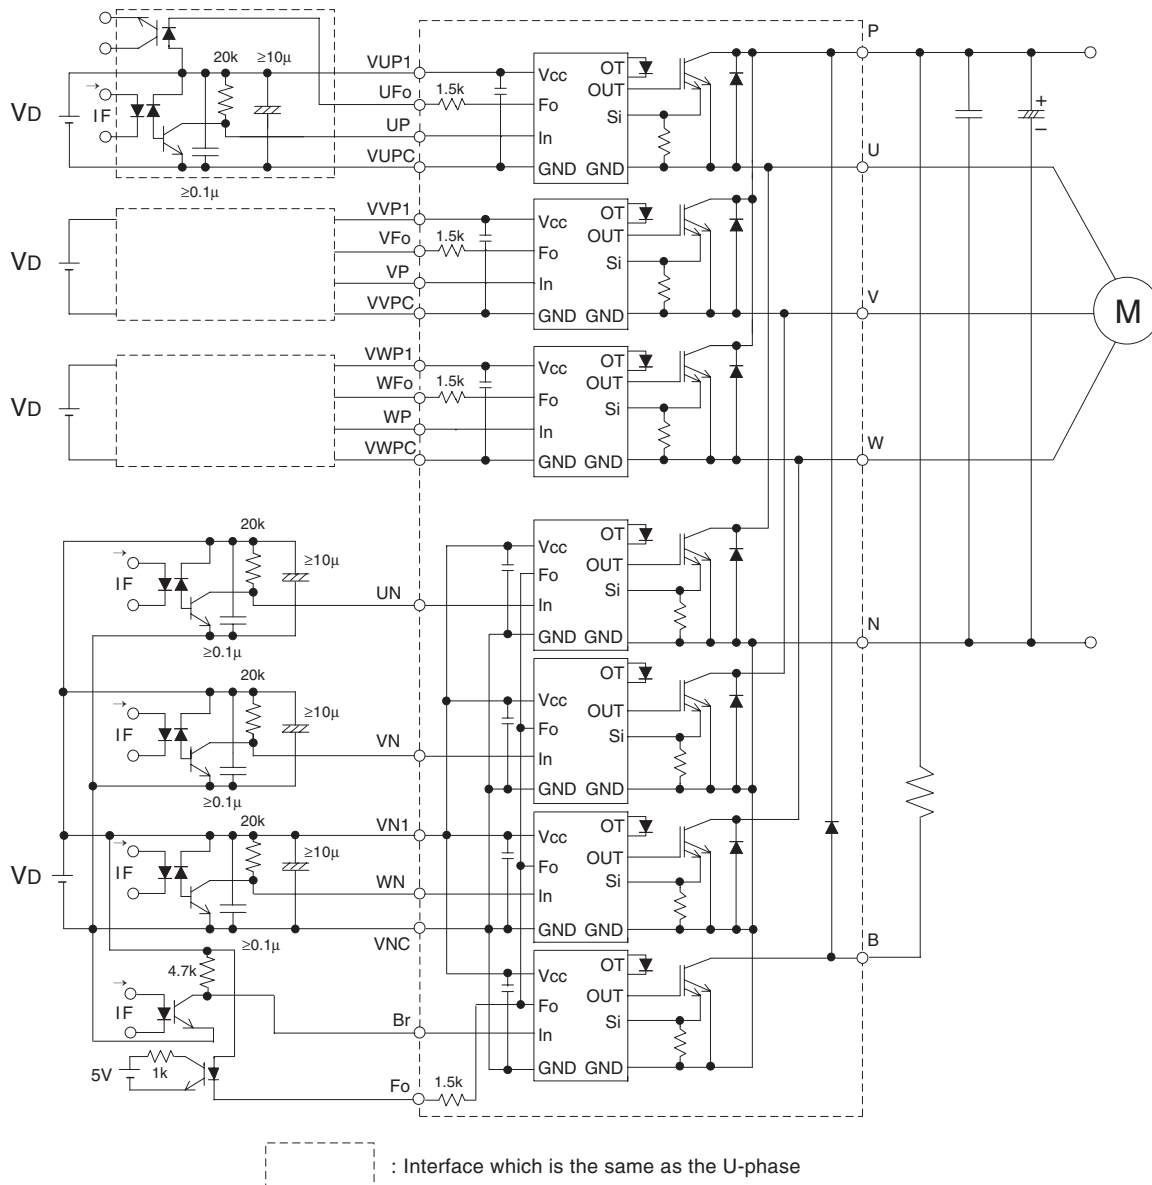 P
20k
≥10µ
VUP1
Vcc
OT
OUT
UFo
1.5k
Fo
Si
VD
IF
UP
In
VUPC
GND GND
U
≥0.1µ
VVP1
Vcc
OT
OUT
VFo
1.5k
Fo
Si
VD
VP
In
VVPC
GND GND
V
M
VWP1
Vcc
OT
OUT
WFo
1.5k
Fo
Si
VD
WP
In
VWPC
GND GND
W
20k
≥10µ
Vcc
OT
OUT
IF
Fo
Si
UN
In
GND GND
N
≥0.1µ
20k
≥10µ
Vcc
OT
OUT
IF
Fo
Si
VN
In
GND GND
≥0.1µ
20k
≥10µ
VN1
Vcc
OT
OUT
VD
IF
Fo
Si
WN
In
VNC
GND GND
≥0.1µ
B
4.7k
Vcc
OT
OUT
IF
Fo
Si
Br
In
5V
1k
GND GND
Fo
1.5k
+
–
: Interface which is the same as the U-phase